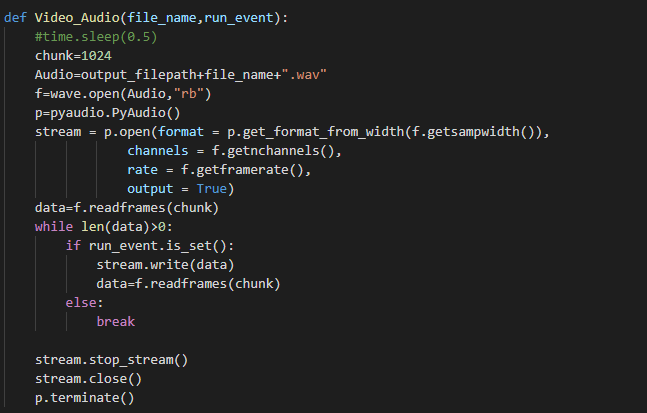 def Video_Audio(file_name,run_event):
    #time.sleep(0.5)
    chunk=1024
    Audio=output_filepath+file_name+".wav"
    f=wave.open(Audio,"rb")
    p=pyaudio.PyAudio()
    stream = p.open(format = p.get_format_from_width(f.getsampwidth()),
                channels = f.getnchannels(),
                rate = f.getframerate(),
                output = True)
    data=f.readframes(chunk)
    while len(data)>0:
        if run_event.is_set():
            stream.write(data)
            data=f.readframes(chunk)
        else:
            break

    stream.stop_stream()
    stream.close()
    p.terminate()